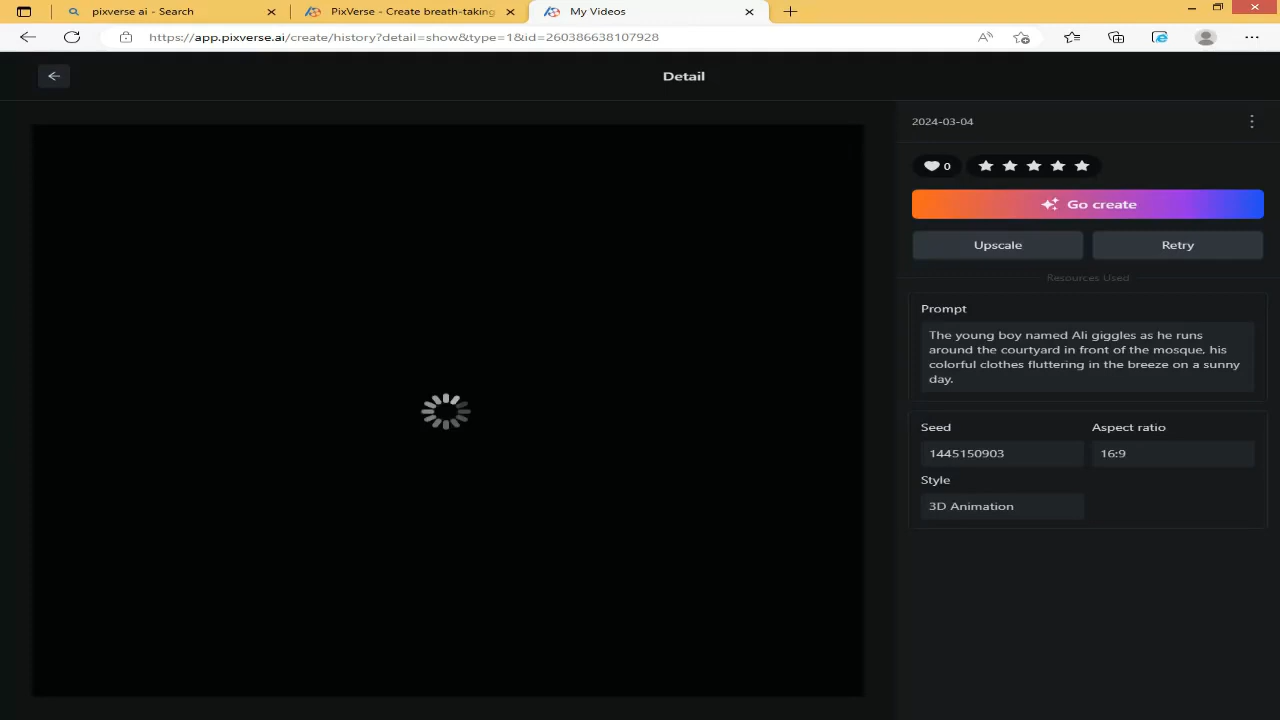 pixverse ai - Search
PixVerse - Create breath-taking
My Videos
https://app.pixverse.ai/create/history?detail=show&type=1&id=260386638107928
Detail
2024-03-04
0
Go create
Upscale
Retry
Resources Used
Prompt
The young boy named Ali giggles as he runs
around the courtyard in front of the mosque, his
colorful clothes fluttering in the breeze on a sunny
day.
Seed
Aspect ratio
1445150903
16:9
Style
3D Animation